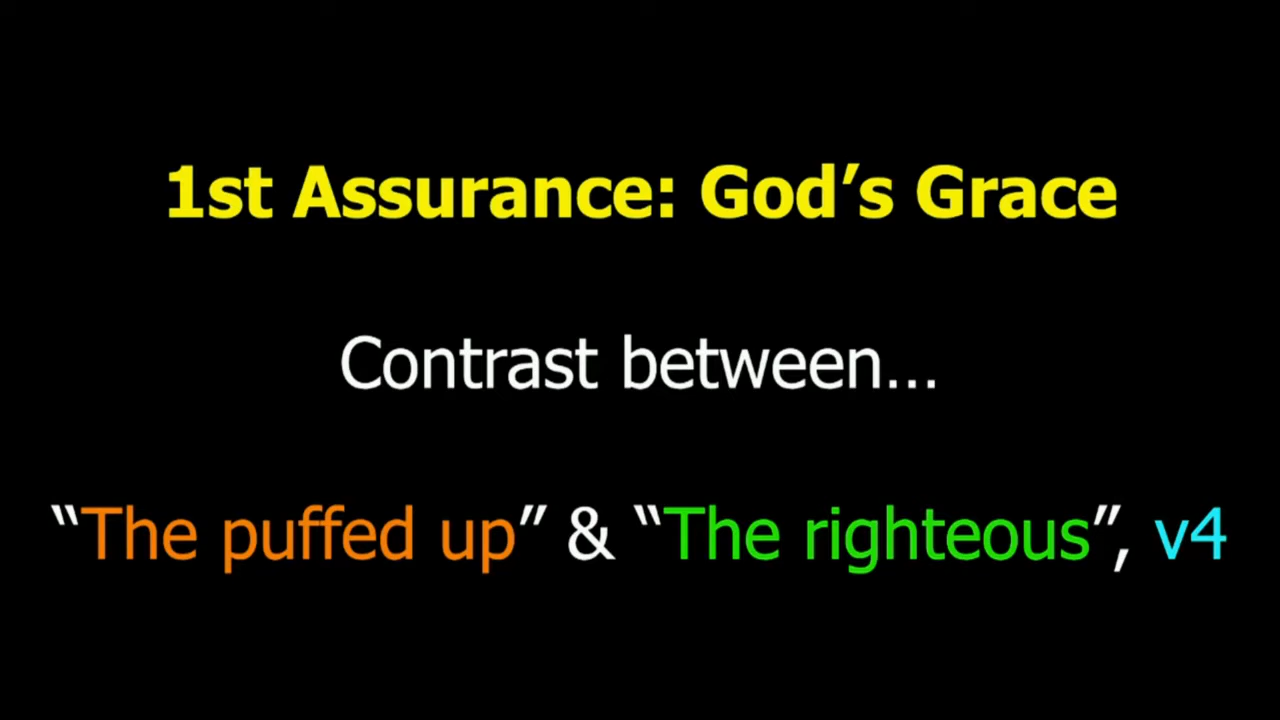 1st Assurance: God’s Grace
Contrast between…
“The puffed up” & “The righteous”, v4